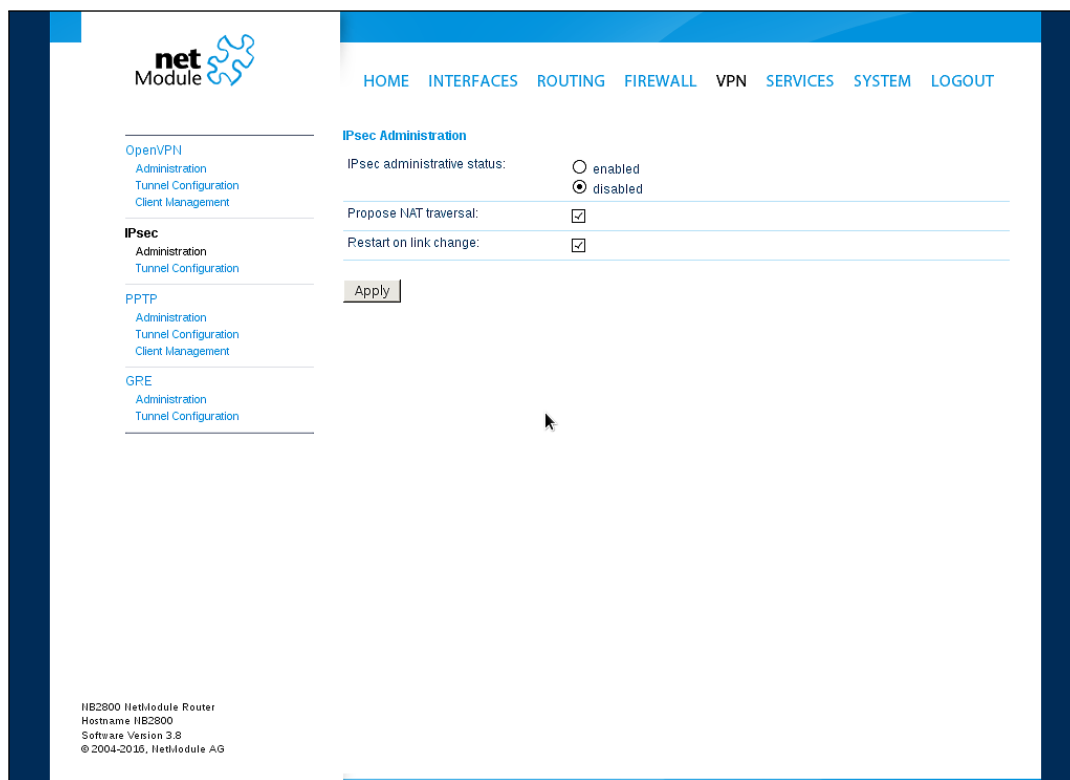 net
Module
HOME INTERFACES ROUTING FIREWALL VPN SERVICES SYSTEM LOGOUT
OpenVPN
Administration
Tunnel Configuration
Client Management
IPsec
Administration
Tunnel Configuration
PPTP
Administration
Tunnel Configuration
Client Management
GRE
Administration
Tunnel Configuration
IPsec Administration
IPsec administrative status:
enabled
disabled
Propose NAT traversal:
Restart on link change:
Apply
NB2800 NetModule Router
Hostname NB2800
Software Version 3.8
© 2004-2016, NetModule AG